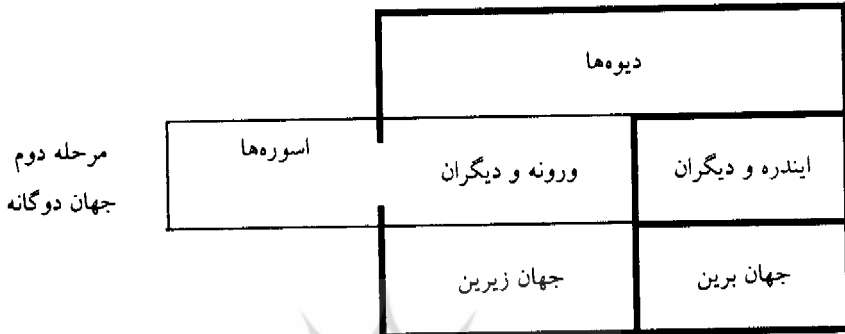 دیوه‌ها
ایندره و دیگران
ورونه و دیگران
اسوره‌ها
مرحله دوم
جهان دوگانه
جهان برین
جهان زیرین